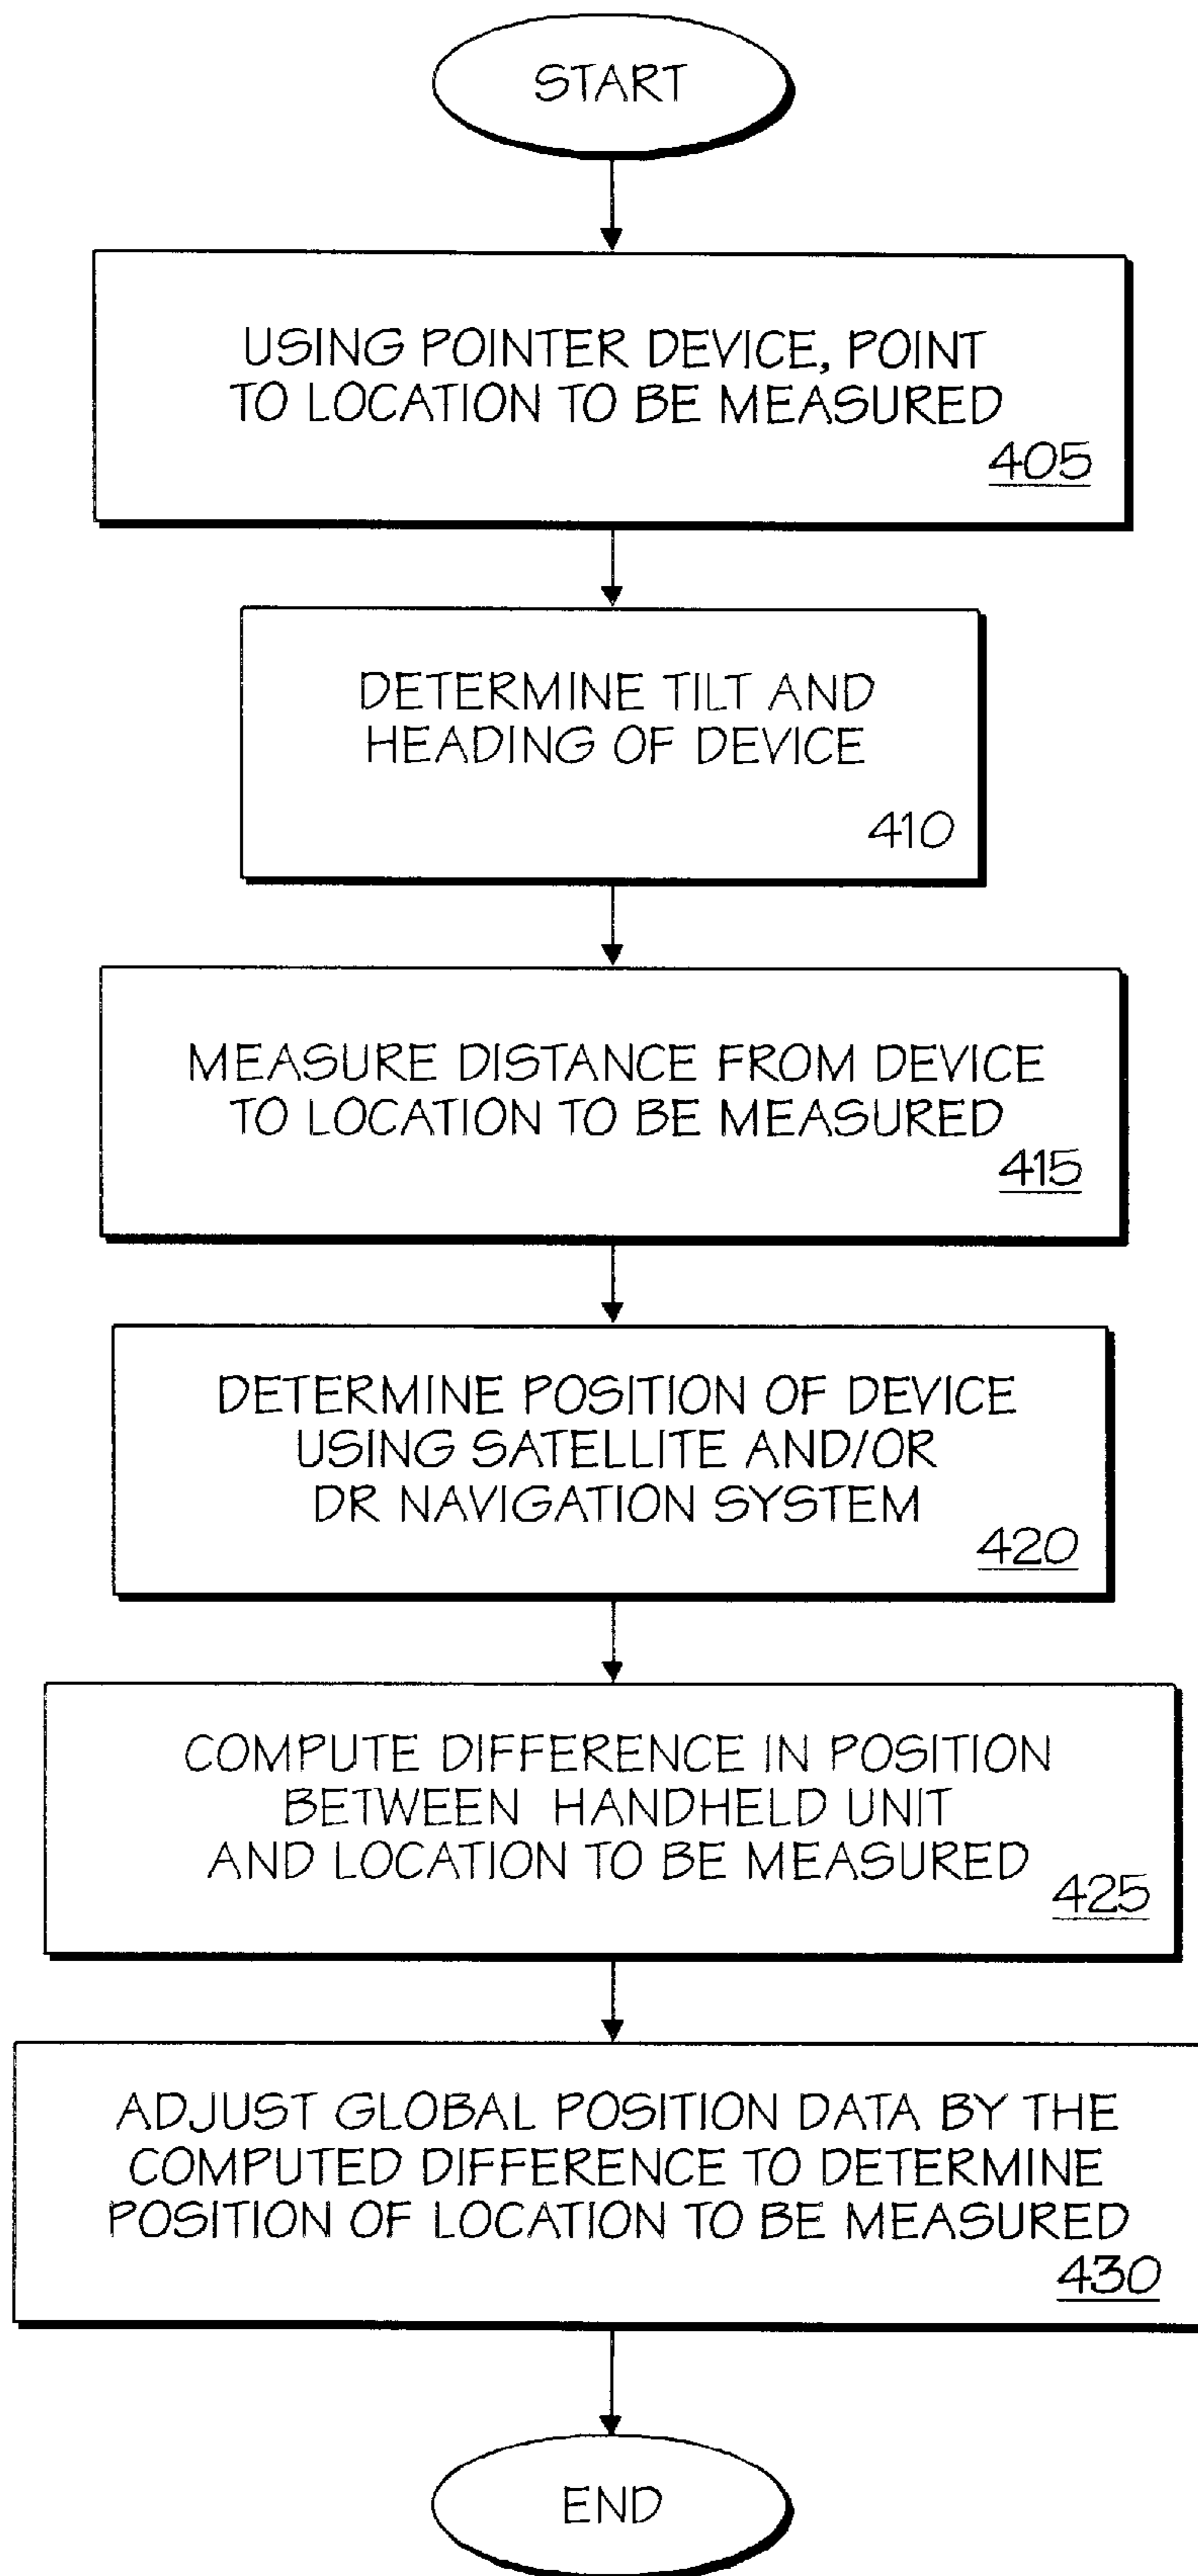 START
USING POINTER DEVICE, POINT
TO LOCATION TO BE MEASURED
405
DETERMINE TILT AND
HEADING OF DEVICE
410
MEASURE DISTANCE FROM DEVICE
TO LOCATION TO BE MEASURED
415
DETERMINE POSITION OF DEVICE
USING SATELLITE AND/OR
DR NAVIGATION SYSTEM
420
COMPUTE DIFFERENCE IN POSITION
BETWEEN HANDHELD UNIT
AND LOCATION TO BE MEASURED
425
ADJUST GLOBAL POSITION DATA BY THE
COMPUTED DIFFERENCE TO DETERMINE
POSITION OF LOCATION TO BE MEASURED
430
END